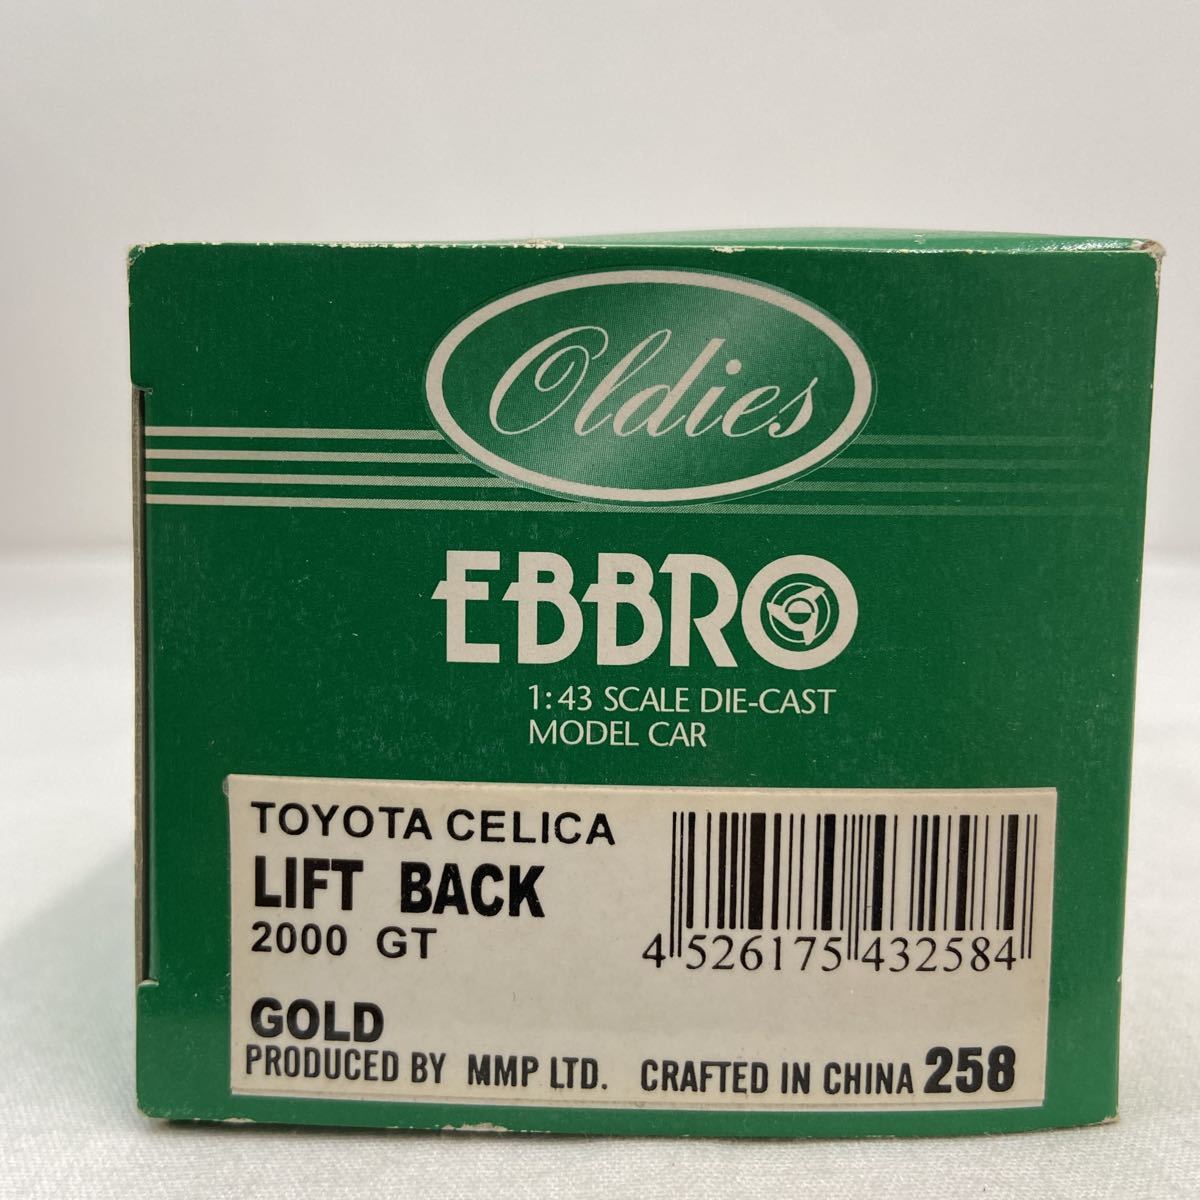 Oldies
EBBRO
1:43 SCALE DIE-CAST
MODEL CAR
TOYOTA CELICA
LIFT BACK
2000 GT
4 526175 432584
GOLD
PRODUCED BY MMP LTD. CRAFTED IN CHINA 258